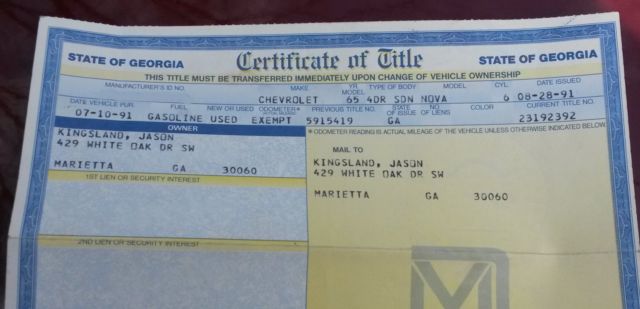 STATE OF GEORGIA Certificate of Title STATE OF GEORGIA
THIS TITLE MUST BE TRANSFERRED IMMEDIATELY UPON CHANGE OF VEHICLE OWNERSHIP
MANUFACTURER'S ID NO. MAKE YR. MODEL TYPE OF BODY MODEL CYL. DATE ISSUED
CHEVROLET 65 4DR SDN NOVA 6 08-28-91
DATE VEHICLE PUR. FUEL NEW OR USED ODOMETER* PREVIOUS TITLE NO. STATE OF ISSUE NO. OF LIENS COLOR CURRENT TITLE NO.
07-10-91 GASOLINE USED EXEMPT 5915419 GA 23192392
OWNER
* ODOMETER READING IS ACTUAL MILEAGE OF THE VEHICLE UNLESS OTHERWISE INDICATED BELOW.
KINGSLAND, JASON
429 WHITE OAK DR SW
MARIETTA GA 30060
1ST LIEN OR SECURITY INTEREST
2ND LIEN OR SECURITY INTEREST
MAIL TO
KINGSLAND, JASON
429 WHITE OAK DR SW
MARIETTA GA 30060